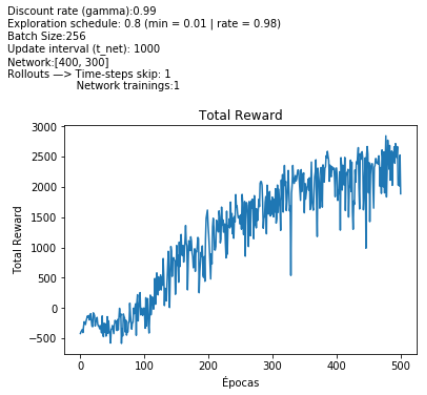 Discount rate (gamma):0.99
Exploration schedule: 0.8 (min = 0.01 | rate = 0.98)
Batch Size:256
Update interval (t_net): 1000
Network:[400, 300]
Rollouts —> Time-steps skip: 1
Network trainings:1
Total Reward
3000
2500
2000
1500
1000
500
0
−500
Total Reward
0 100 200 300 400 500
Épocas